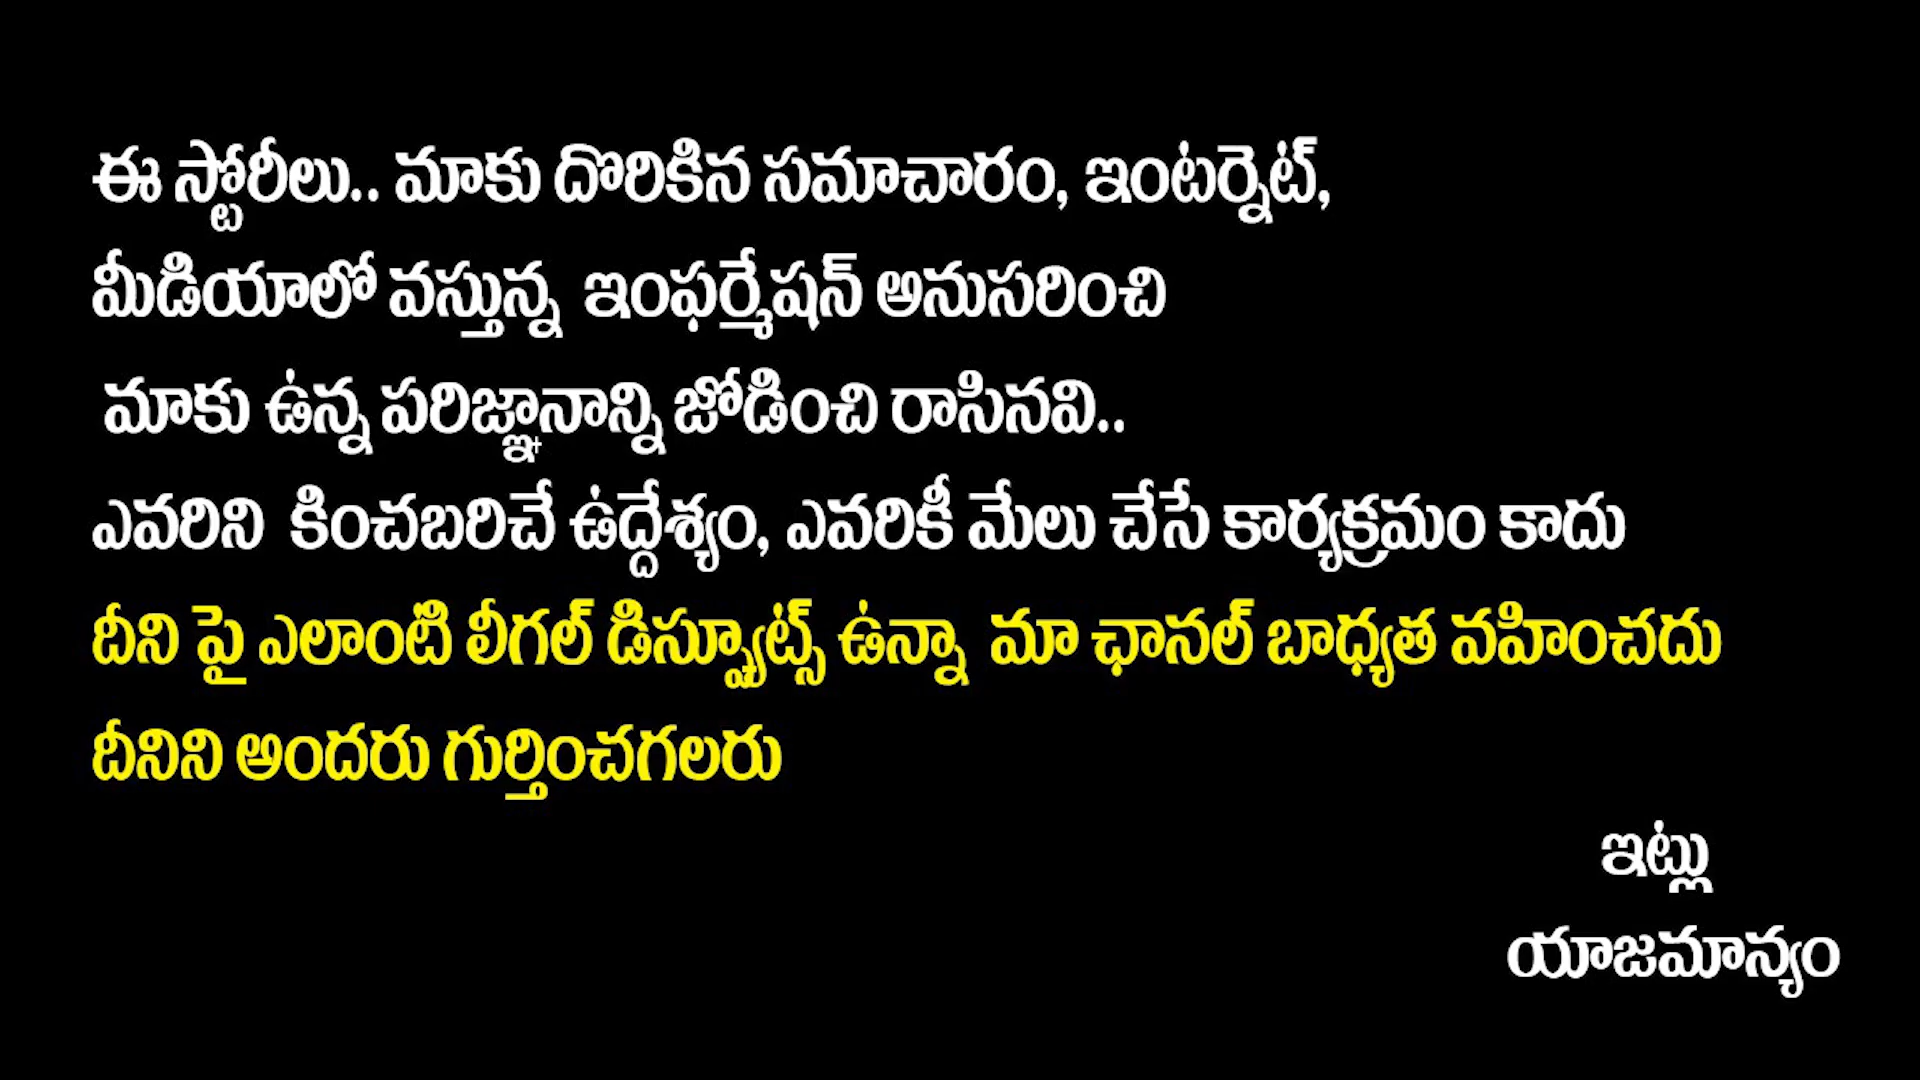 ఈ స్టోరీలు.. మాకు దొరికిన సమాచారం, ఇంటర్నెట్,
మీడియాలో వస్తున్న ఇంఫర్మేషన్ అనుసరించి
మాకు ఉన్న పరిజ్ఞానాన్ని జోడించి రాసినవి..
ఎవరిని కించబరిచే ఉద్దేశ్యం, ఎవరికీ మేలు చేసే కార్యక్రమం కాదు
దీని పై ఎలాంటి లీగల్ డిస్ప్యూట్స్ ఉన్నా మా ఛానల్ బాధ్యత వహించదు
దీనిని అందరు గుర్తించగలరు
ఇట్లు
యాజమాన్యం